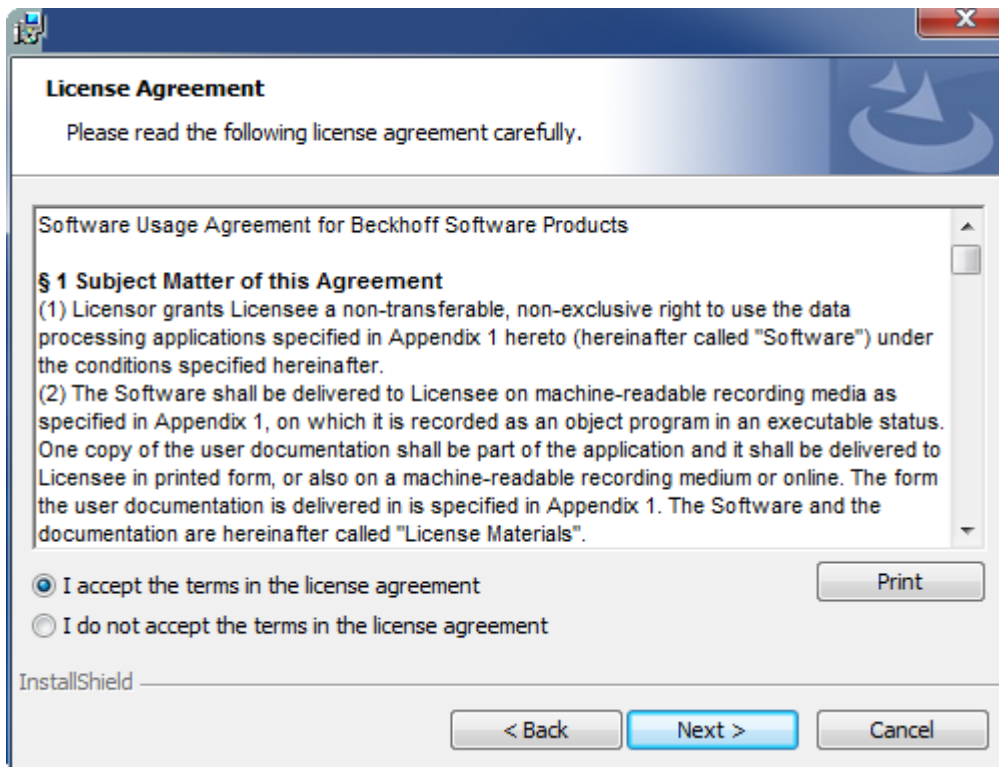 License Agreement
Please read the following license agreement carefully.
Software Usage Agreement for Beckhoff Software Products
§ 1 Subject Matter of this Agreement
(1) Licensor grants Licensee a non-transferable, non-exclusive right to use the data
processing applications specified in Appendix 1 hereto (hereinafter called "Software") under
the conditions specified hereinafter.
(2) The Software shall be delivered to Licensee on machine-readable recording media as
specified in Appendix 1, on which it is recorded as an object program in an executable status.
One copy of the user documentation shall be part of the application and it shall be delivered to
Licensee in printed form, or also on a machine-readable recording medium or online. The form
the user documentation is delivered in is specified in Appendix 1. The Software and the
documentation are hereinafter called "License Materials".
I accept the terms in the license agreement
Print
I do not accept the terms in the license agreement
InstallShield
< Back
Next >
Cancel